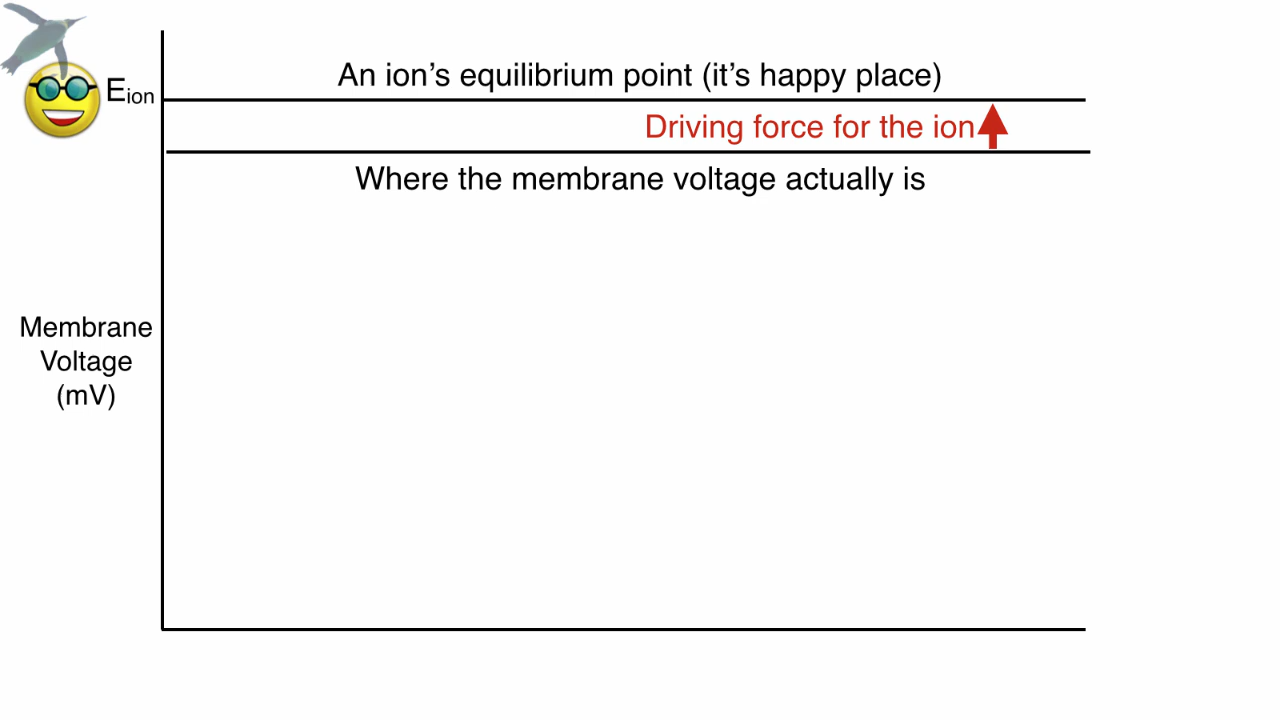 An ion’s equilibrium point (it’s happy place)
Eion
Driving force for the ion
Where the membrane voltage actually is
Membrane
Voltage
(mV)